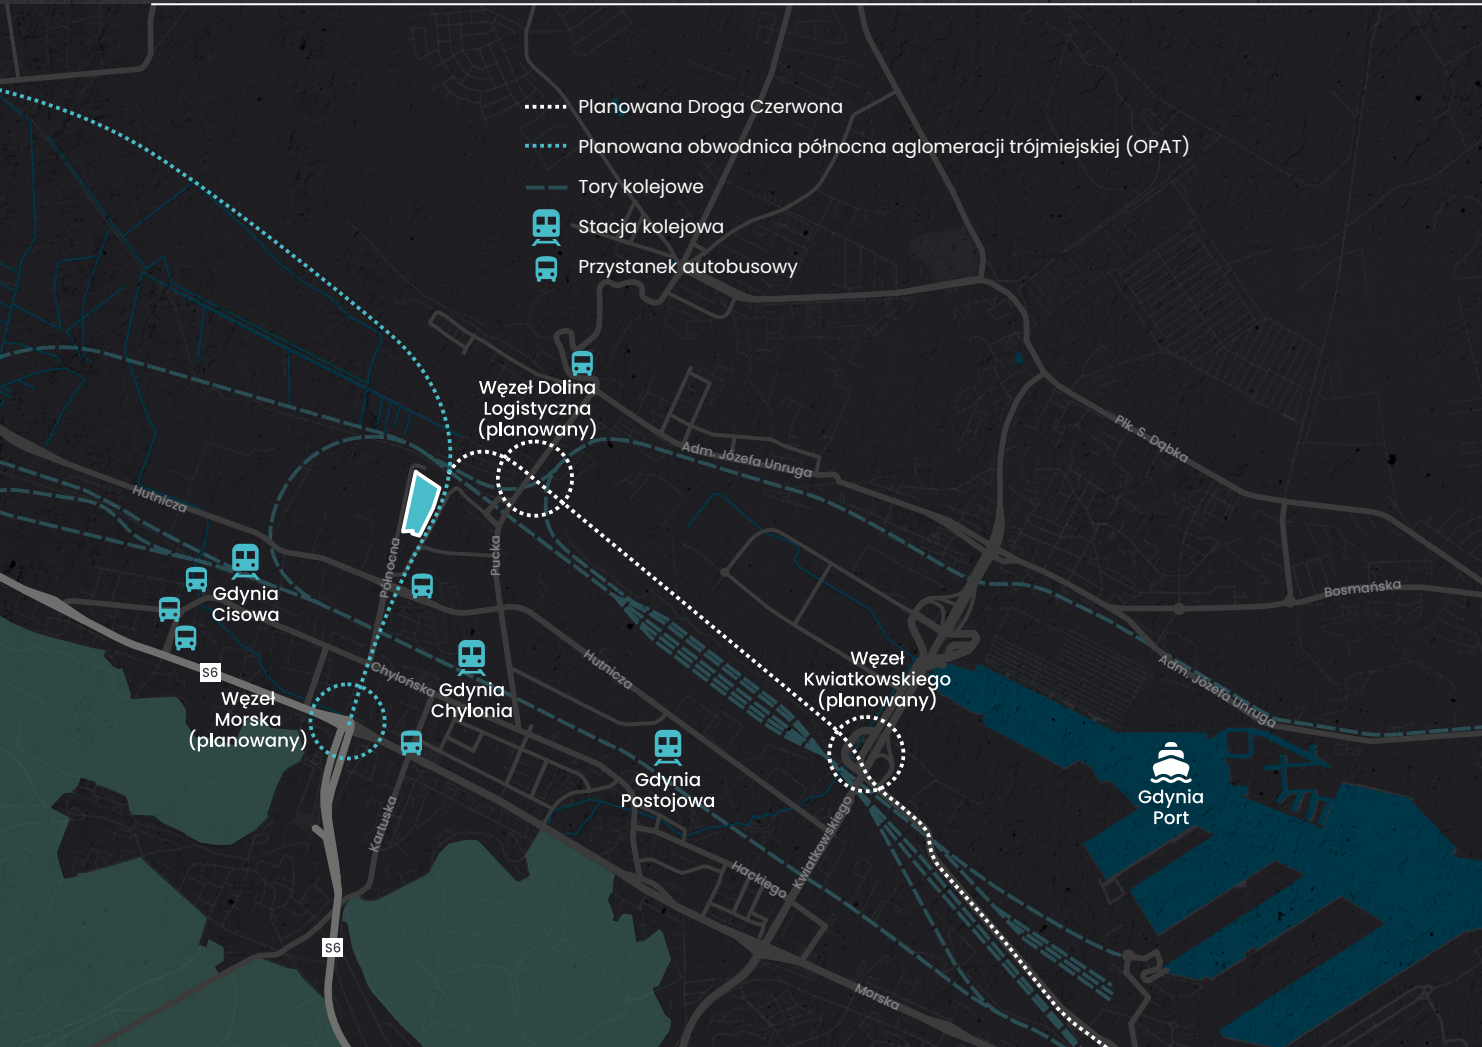 Planowana Droga Czerwona
Planowana obwodnica północna aglomeracji trójmiejskiej (OPAT)
Tory kolejowe
Stacja kolejowa
Przystanek autobusowy
Węzeł Dolina
Logistyczna
(planowany)
Adm. Józefa Unruga
Płk. S. Dąbka
Hutnicza
Północna
Pucka
Gdynia
Cisowa
Bosmańska
S6
Chylońska
Gdynia
Chylonia
Hutnicza
Węzeł
Kwiatkowskiego
(planowany)
Adm. Józefa Unruga
Węzeł
Morska
(planowany)
Gdynia
Postojowa
Gdynia
Port
Kartuska
Kwiatkowskiego
Hackiego
S6
Morska